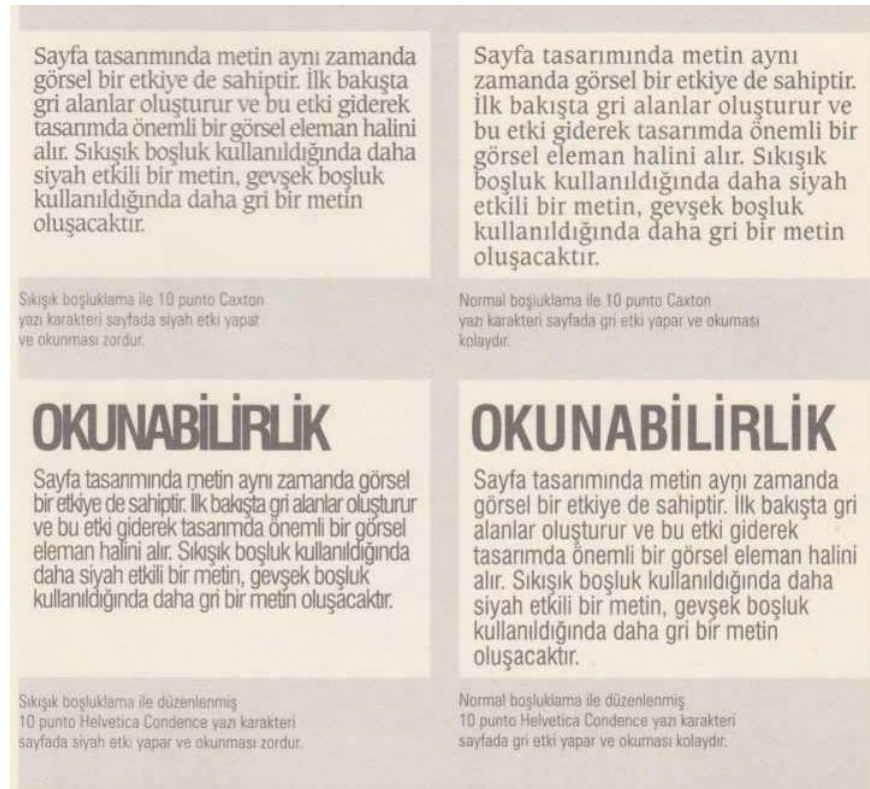 Sayfa tasarımında metin aynı zamanda
görsel bir etkiye de sahiptir. İlk bakışta
gri alanlar oluşturur ve bu etki giderek
tasarımda önemli bir görsel eleman halini
alır. Sıkışık boşluk kullanıldığında daha
siyah etkili bir metin, gevşek boşluk
kullanıldığında daha gri bir metin
oluşacaktır.
Sıkışık boşluklama ile 10 punto Caxton
yazı karakteri sayfada siyah etki yapar
ve okunması zordur.
Sayfa tasarımında metin aynı
zamanda görsel bir etkiye de sahiptir.
İlk bakışta gri alanlar oluşturur ve
bu etki giderek tasarımda önemli bir
görsel eleman halini alır. Sıkışık
boşluk kullanıldığında daha siyah
etkili bir metin, gevşek boşluk
kullanıldığında daha gri bir metin
oluşacaktır.
Normal boşluklama ile 10 punto Caxton
yazı karakteri sayfada gri etki yapar ve okuması
kolaydır.
OKUNABİLİRLİK
Sayfa tasarımında metin aynı zamanda görsel
bir etkiye de sahiptir. İlk bakışta gri alanlar oluşturur
ve bu etki giderek tasarımda önemli bir görsel
eleman halini alır. Sıkışık boşluk kullanıldığında
daha siyah etkili bir metin, gevşek boşluk
kullanıldığında daha gri bir metin oluşacaktır.
Sıkışık boşluklama ile düzenlenmiş
10 punto Helvetica Condence yazı karakteri
sayfada siyah etki yapar ve okunması zordur.
OKUNABİLİRLİK
Sayfa tasarımında metin aynı zamanda
görsel bir etkiye de sahiptir. İlk bakışta gri
alanlar oluşturur ve bu etki giderek
tasarımda önemli bir görsel eleman halini
alır. Sıkışık boşluk kullanıldığında daha
siyah etkili bir metin, gevşek boşluk
kullanıldığında daha gri bir metin
oluşacaktır.
Normal boşluklama ile düzenlenmiş
10 punto Helvetica Condence yazı karakteri
sayfada gri etki yapar ve okuması kolaydır.